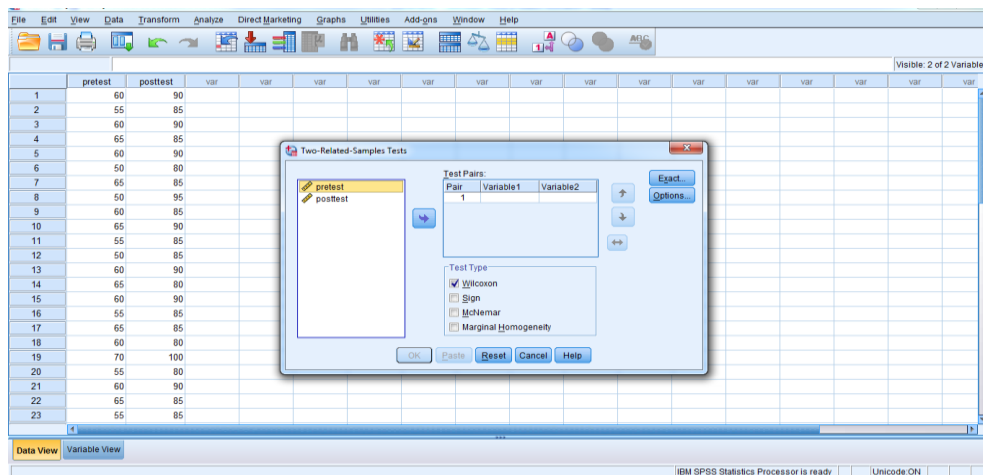 File Edit View Data Transform Analyze Direct Marketing Graphs Utilities Add-ons Window Help
Visible: 2 of 2 Variable
pretest posttest var var var var var var var var var var var var
1 60 90
2 55 85
3 60 90
4 65 85
5 60 90
6 50 80
7 65 85
8 50 95
9 60 85
10 65 90
11 55 85
12 50 85
13 60 90
14 65 80
15 60 90
16 55 85
17 65 85
18 60 80
19 70 100
20 55 80
21 60 90
22 65 85
23 55 85
Two-Related-Samples Tests
pretest
posttest
Test Pairs:
Pair Variable1 Variable2
1
Exact...
Options...
Test Type
Wilcoxon
Sign
McNemar
Marginal Homogeneity
OK Paste Reset Cancel Help
Data View Variable View
IBM SPSS Statistics Processor is ready Unicode:ON